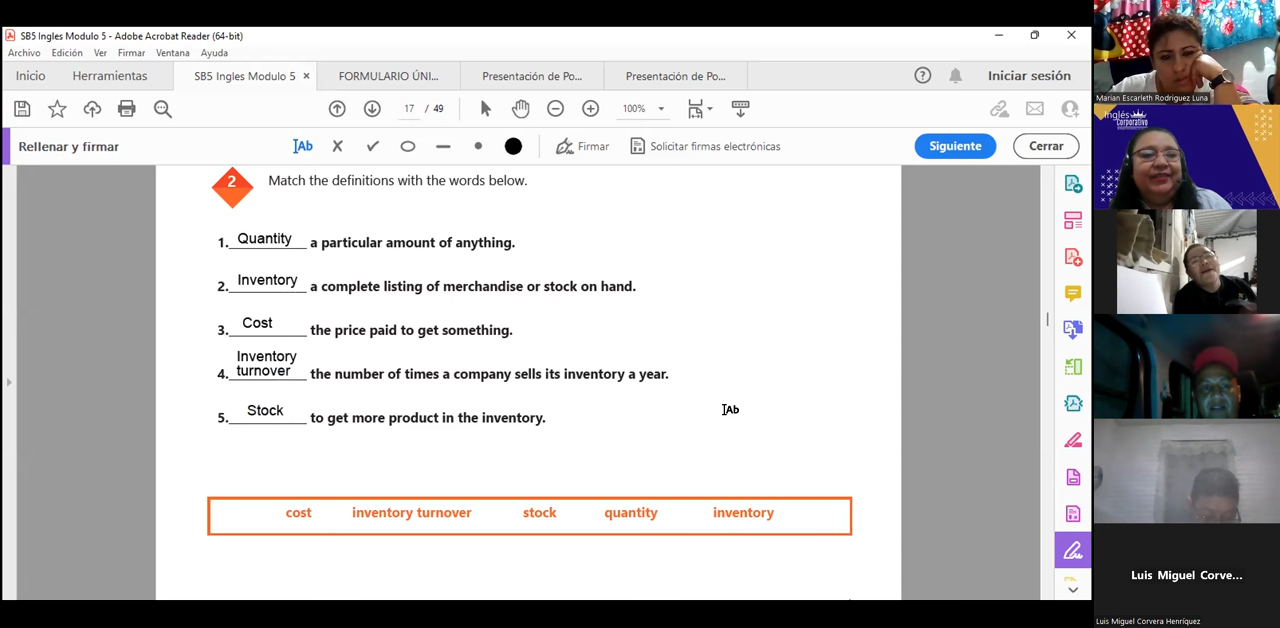 SB5 Ingles Modulo 5 - Adobe Acrobat Reader (64-bit)
Archivo Edición Ver Firmar Ventana Ayuda
Inicio Herramientas SB5 Ingles Modulo 5 × FORMULARIO ÚNI... Presentación de Po... Presentación de Po... Iniciar sesión
17 / 49 100%
Rellenar y firmar Ab Firmar Solicitar firmas electrónicas Siguiente Cerrar
2 Match the definitions with the words below.
1. Quantity a particular amount of anything.
2. Inventory a complete listing of merchandise or stock on hand.
3. Cost the price paid to get something.
4. Inventory turnover the number of times a company sells its inventory a year.
5. Stock to get more product in the inventory.
Ab
cost inventory turnover stock quantity inventory
Marian Escarleth Rodriguez Luna
Inglés
Corporativo
Luis Miguel Corve...
Luis Miguel Corvera Henríquez